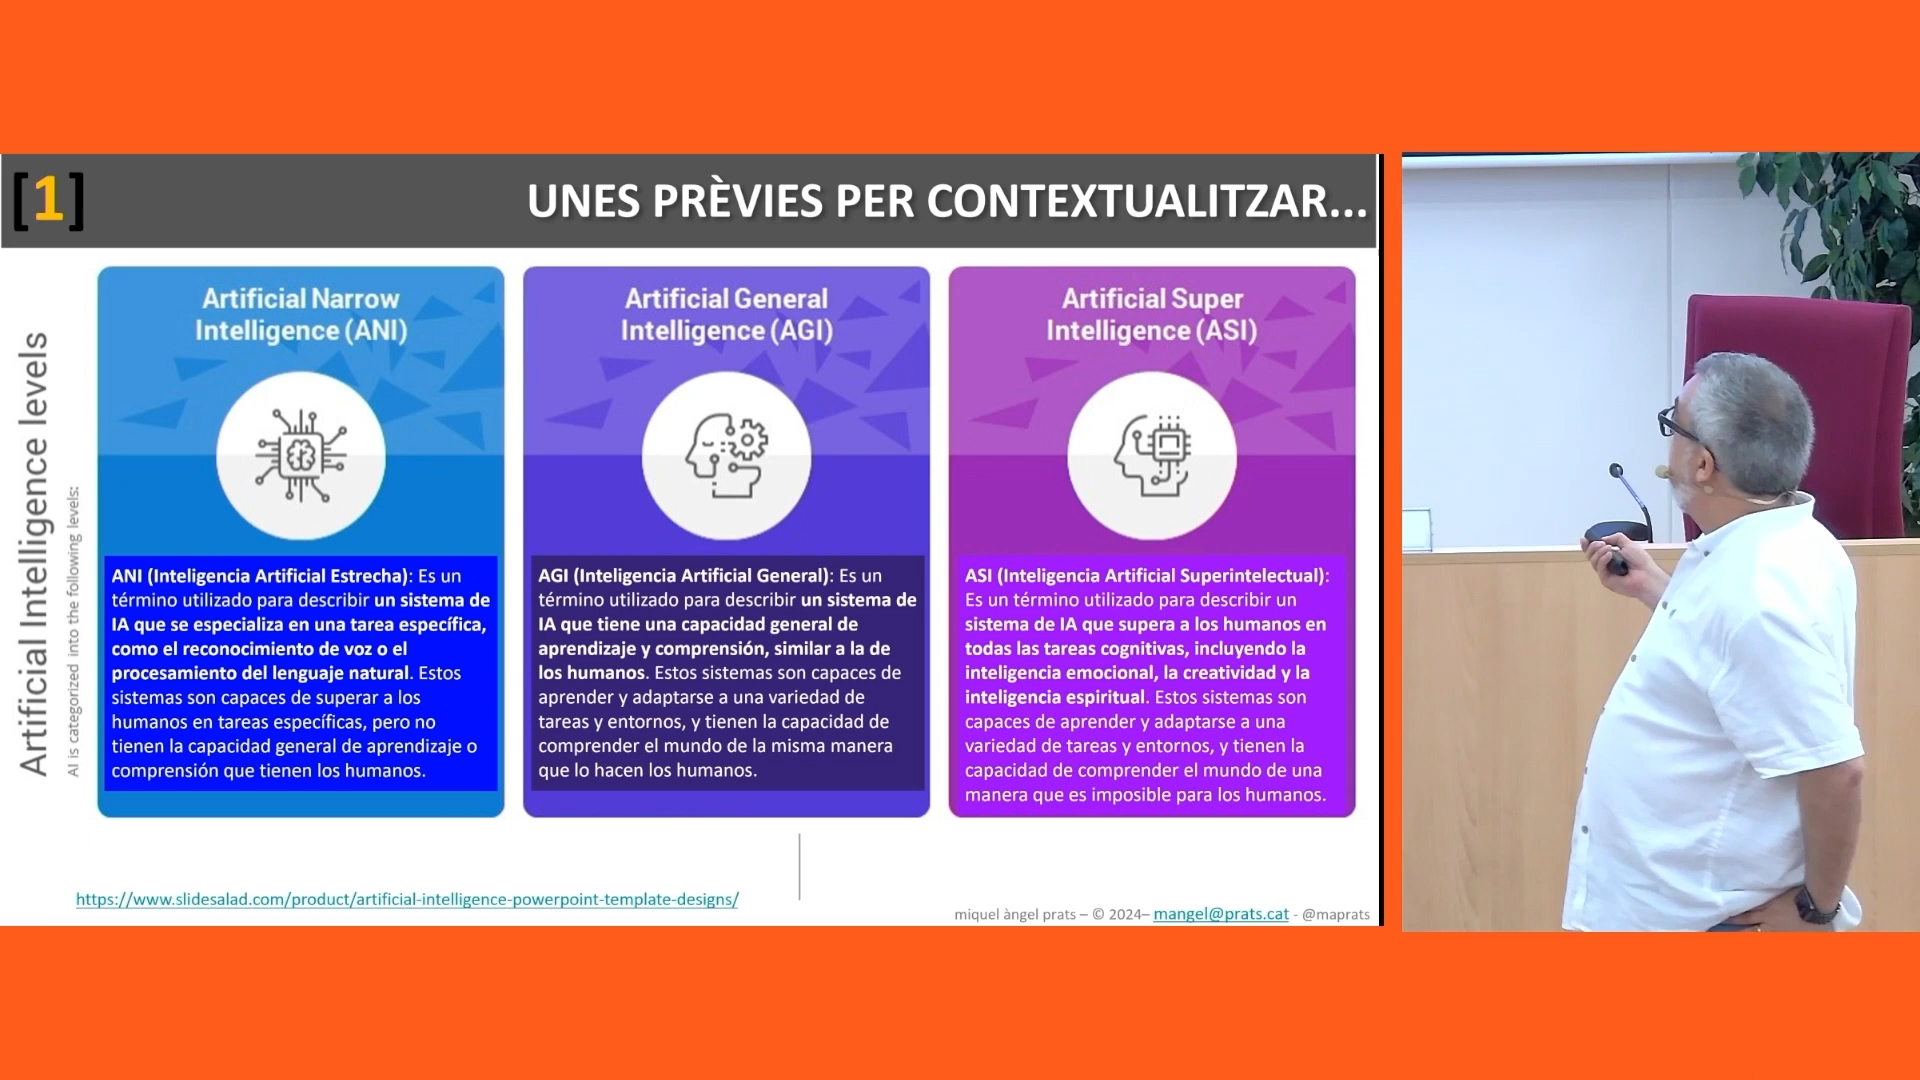 [1]
UNES PRÈVIES PER CONTEXTUALITZAR...
Artificial Intelligence levels
AI is categorized into the following levels:
Artificial Narrow
Intelligence (ANI)
ANI (Inteligencia Artificial Estrecha): Es un
término utilizado para describir un sistema de
IA que se especializa en una tarea específica,
como el reconocimiento de voz o el
procesamiento del lenguaje natural. Estos
sistemas son capaces de superar a los
humanos en tareas específicas, pero no
tienen la capacidad general de aprendizaje o
comprensión que tienen los humanos.
Artificial General
Intelligence (AGI)
AGI (Inteligencia Artificial General): Es un
término utilizado para describir un sistema de
IA que tiene una capacidad general de
aprendizaje y comprensión, similar a la de
los humanos. Estos sistemas son capaces de
aprender y adaptarse a una variedad de
tareas y entornos, y tienen la capacidad de
comprender el mundo de la misma manera
que lo hacen los humanos.
Artificial Super
Intelligence (ASI)
ASI (Inteligencia Artificial Superintelectual):
Es un término utilizado para describir un
sistema de IA que supera a los humanos en
todas las tareas cognitivas, incluyendo la
inteligencia emocional, la creatividad y la
inteligencia espiritual. Estos sistemas son
capaces de aprender y adaptarse a una
variedad de tareas y entornos, y tienen la
capacidad de comprender el mundo de una
manera que es imposible para los humanos.
https://www.slidesalad.com/product/artificial-intelligence-powerpoint-template-designs/
miquel àngel prats – © 2024– mangel@prats.cat - @maprats